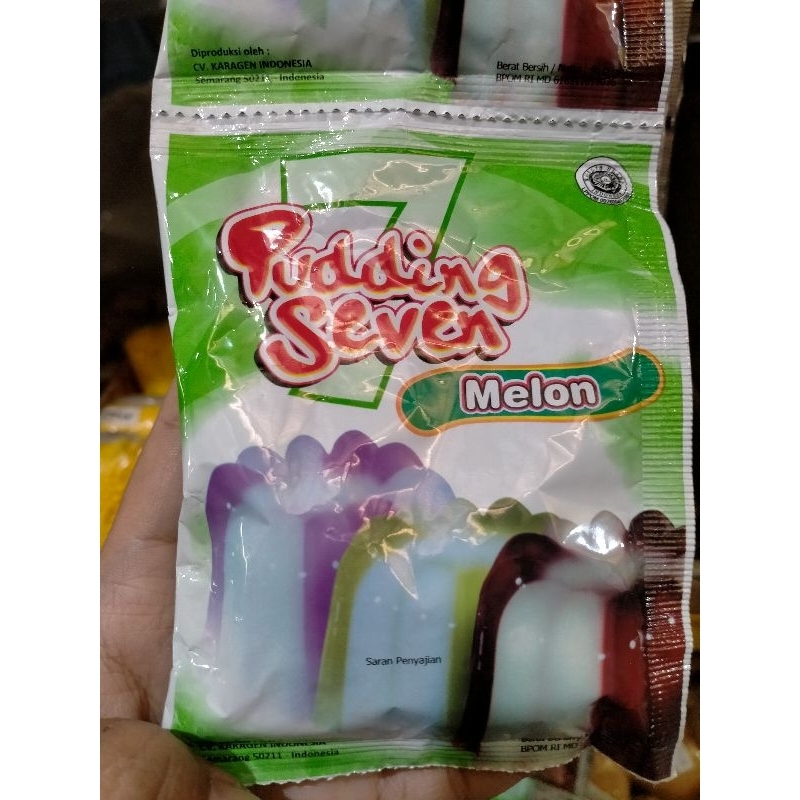 Diproduksi oleh :
CV. KARAGEN INDONESIA
Semarang 50211 - Indonesia
Berat Bersih /
BPOM RI MD
7
Pudding
Seven
Melon
Saran Penyajian
CV. KARAGEN INDONESIA
Semarang 50211 - Indonesia
BPOM RI MD